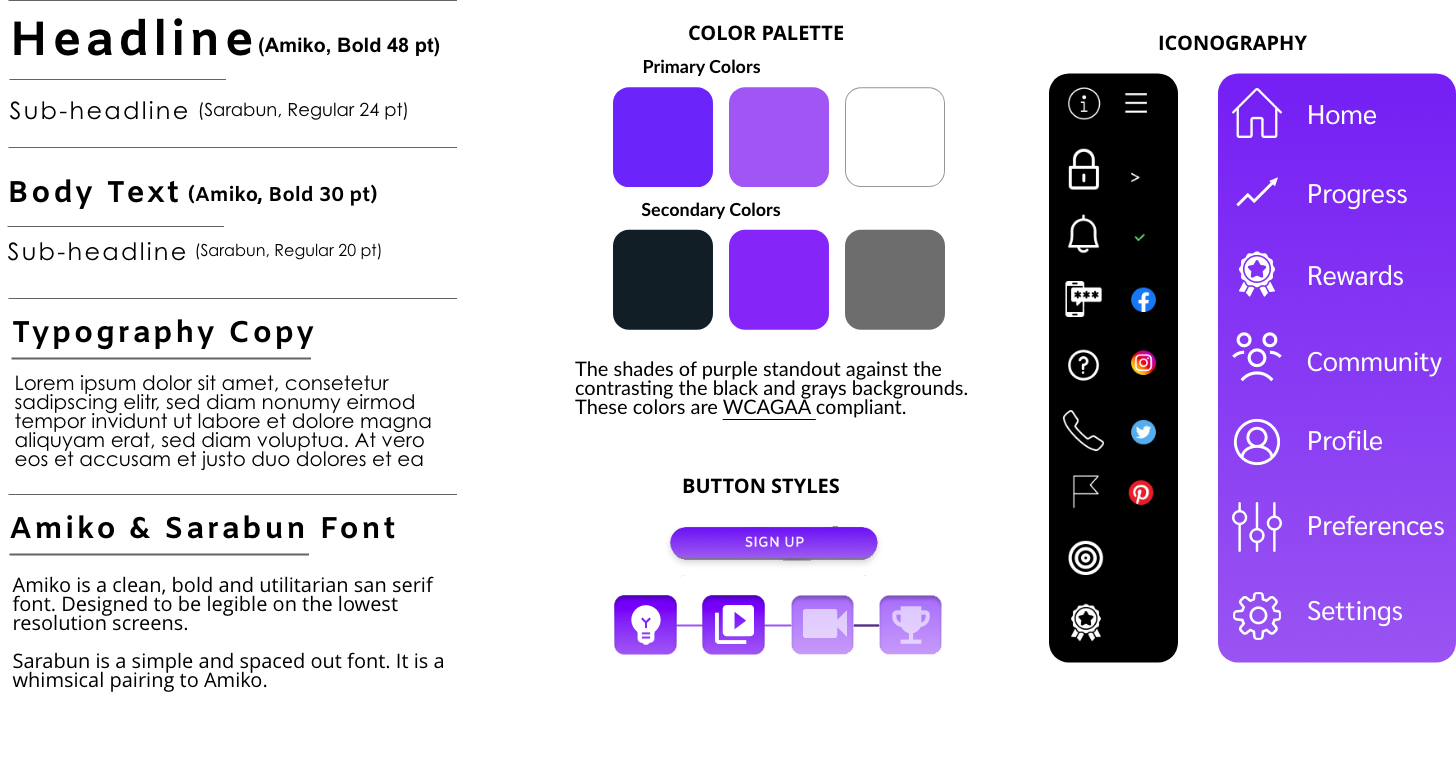 Headline (Amiko, Bold 48 pt)
Sub-headline (Sarabun, Regular 24 pt)
Body Text (Amiko, Bold 30 pt)
Sub-headline (Sarabun, Regular 20 pt)
Typography Copy
Lorem ipsum dolor sit amet, consetetur
sadipscing elitr, sed diam nonumy eirmod
tempor invidunt ut labore et dolore magna
aliquyam erat, sed diam voluptua. At vero
eos et accusam et justo duo dolores et ea
Amiko & Sarabun Font
Amiko is a clean, bold and utilitarian san serif
font. Designed to be legible on the lowest
resolution screens.
Sarabun is a simple and spaced out font. It is a
whimsical pairing to Amiko.
COLOR PALETTE
Primary Colors
Secondary Colors
The shades of purple standout against the
contrasting the black and grays backgrounds.
These colors are WCAGAA compliant.
BUTTON STYLES
SIGN UP
ICONOGRAPHY
i
>
***
?
Home
Progress
Rewards
Community
Profile
Preferences
Settings